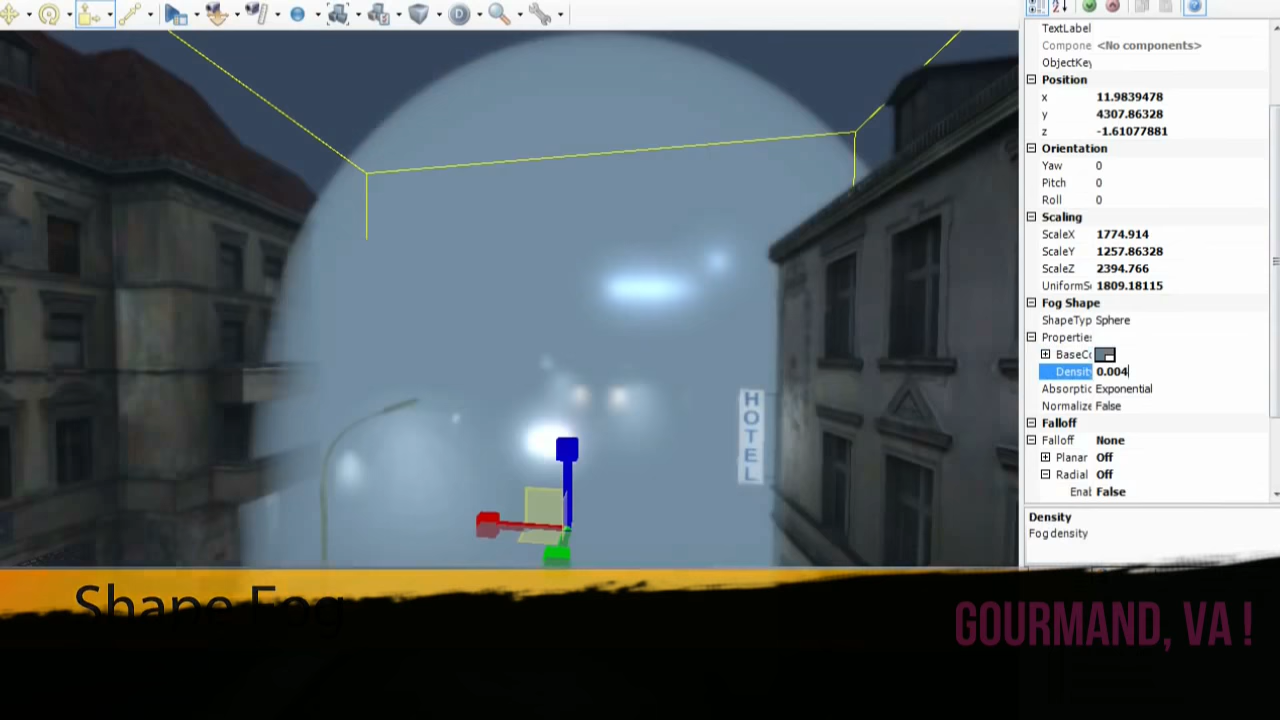 TextLabel
Compone <No components>
ObjectKey
Position
x 11.9839478
y 4307.86328
z -1.61077881
Orientation
Yaw 0
Pitch 0
Roll 0
Scaling
ScaleX 1774.914
ScaleY 1257.86328
ScaleZ 2394.766
UniformS 1809.18115
Fog Shape
ShapeTyp Sphere
Propertie
BaseCo
Densit 0.004
Absorptio Exponential
Normalize False
Falloff
Falloff None
Planar Off
Radial Off
Enal False
Density
Fog density
D
HOTEL
Shape Fog
GOURMAND, VA !